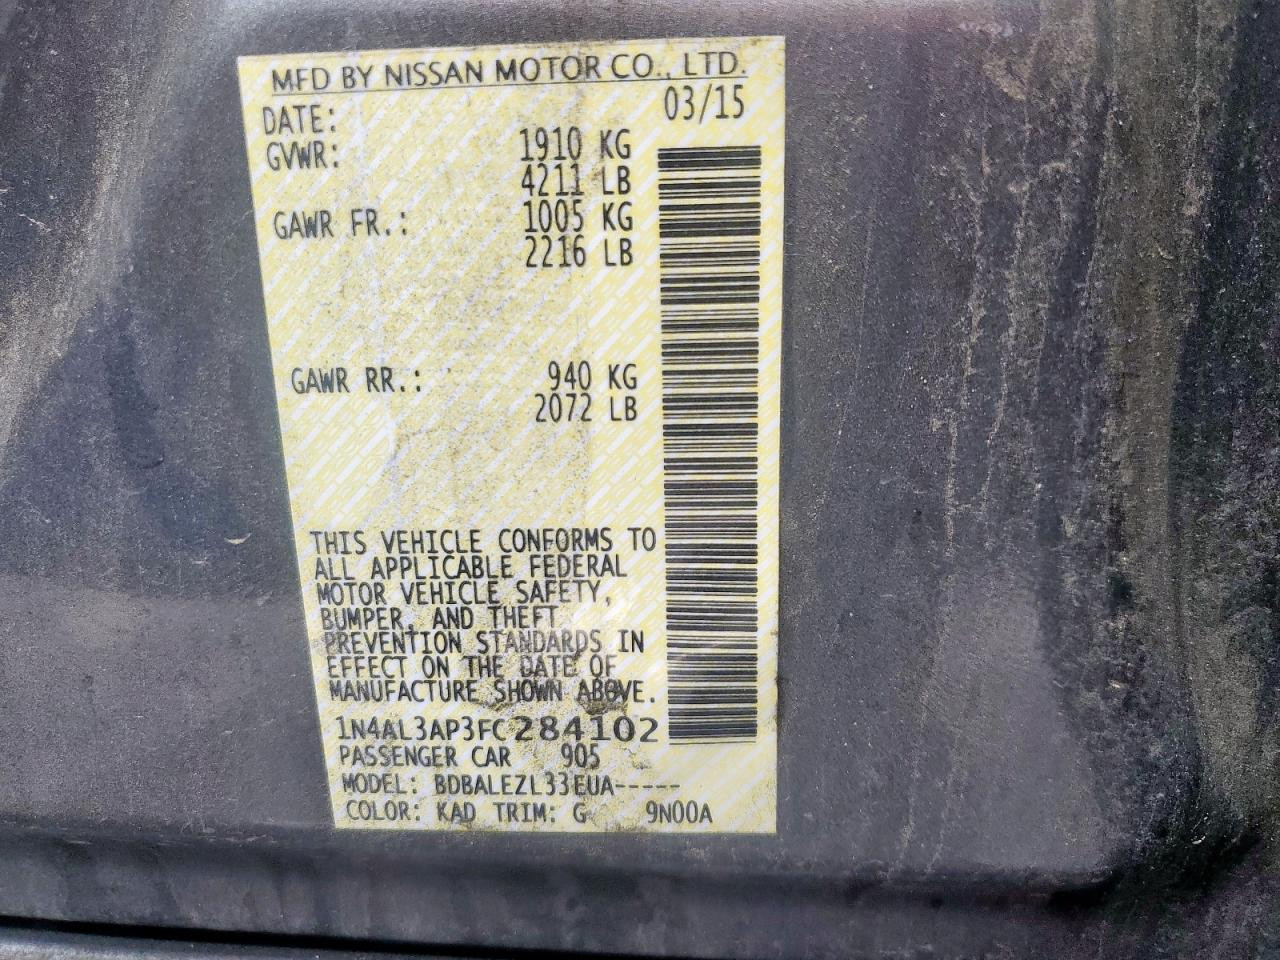 MFD BY NISSAN MOTOR CO., LTD.
DATE: 03/15
GVWR: 1910 KG
4211 LB
GAWR FR.: 1005 KG
2216 LB
GAWR RR.: 940 KG
2072 LB
THIS VEHICLE CONFORMS TO
ALL APPLICABLE FEDERAL
MOTOR VEHICLE SAFETY,
BUMPER, AND THEFT
PREVENTION STANDARDS IN
EFFECT ON THE DATE OF
MANUFACTURE SHOWN ABOVE.
1N4AL3AP3FC284102
PASSENGER CAR 905
MODEL: BDBALEZL33EUA-----
COLOR: KAD TRIM: G 9N00A